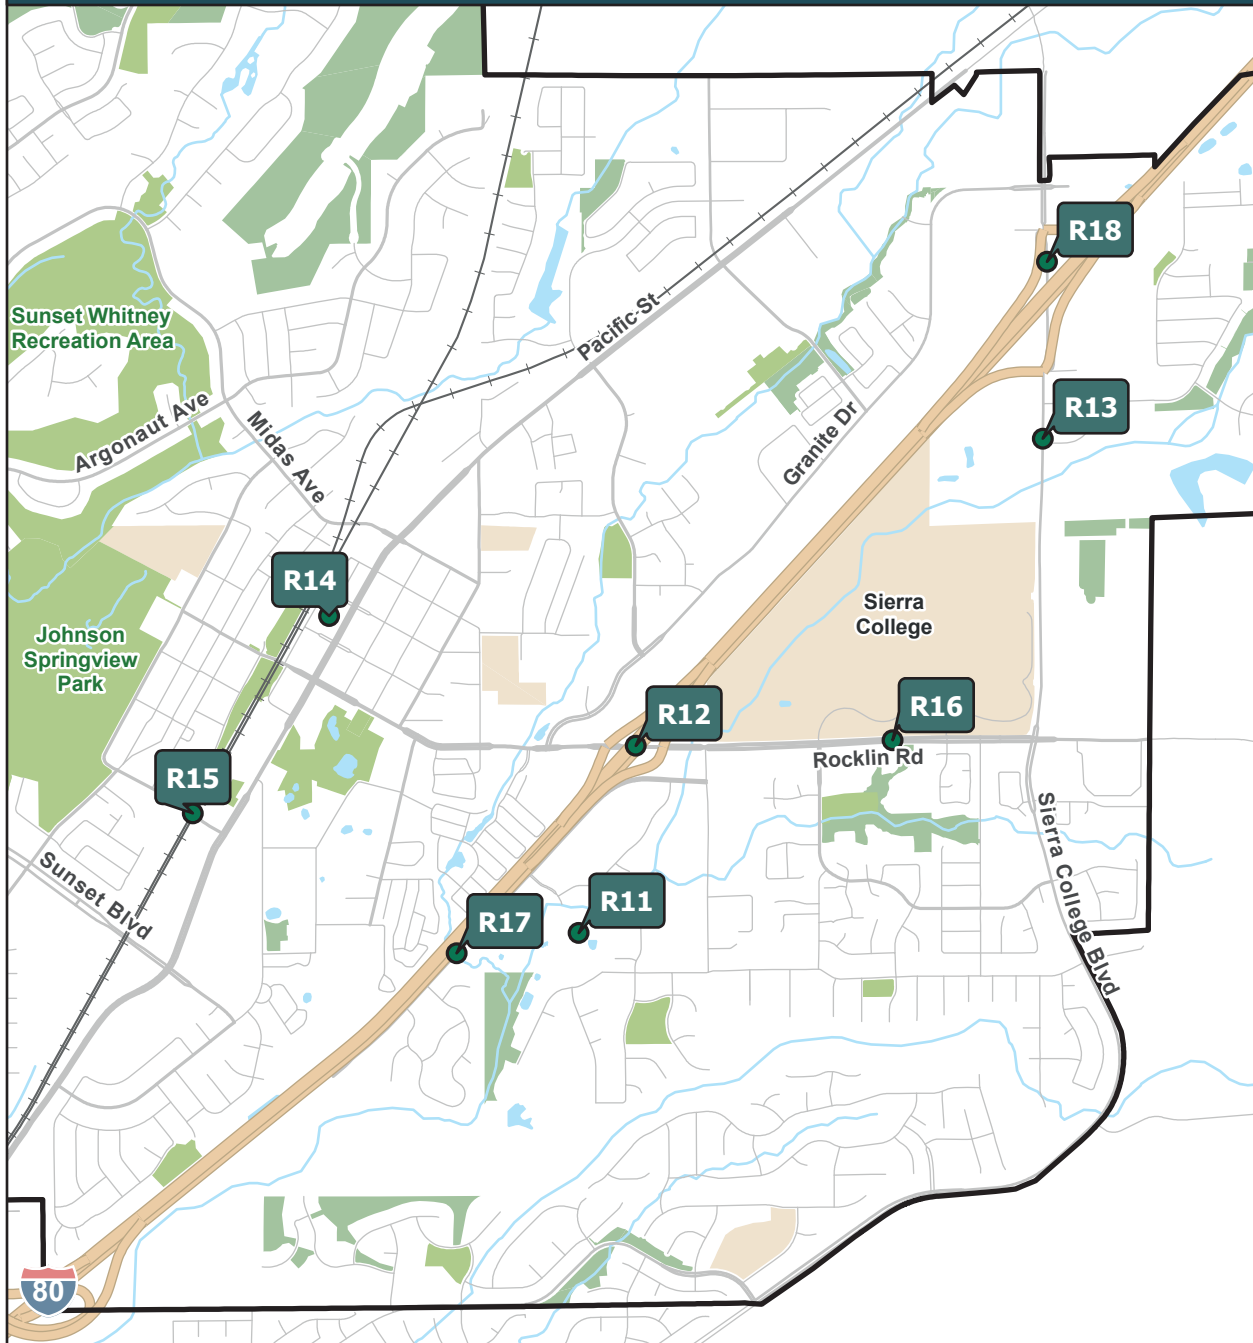 R18
Pacific St
Sunset Whitney
Recreation Area
Argonaut Ave
Midas Ave
R13
Granite Dr
R14
Sierra
College
Johnson
Springview
Park
R12
R16
Rocklin Rd
R15
Sunset Blvd
Sierra College Blvd
R11
R17
80